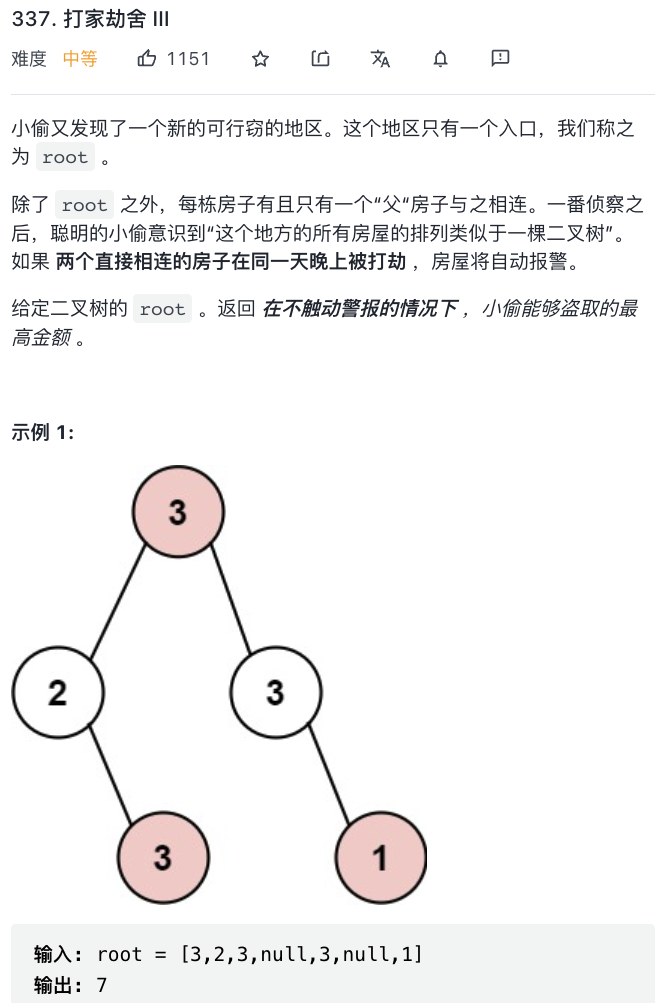 337. 打家劫舍 III
难度 中等 1151
小偷又发现了一个新的可行窃的地区。这个地区只有一个入口，我们称之
为 root 。
除了 root 之外，每栋房子有且只有一个“父“房子与之相连。一番侦察之
后，聪明的小偷意识到“这个地方的所有房屋的排列类似于一棵二叉树”。
如果 两个直接相连的房子在同一天晚上被打劫 ，房屋将自动报警。
给定二叉树的 root 。返回 在不触动警报的情况下 ，小偷能够盗取的最
高金额 。
示例 1:
3
2 3
3 1
输入: root = [3,2,3,null,3,null,1]
输出: 7